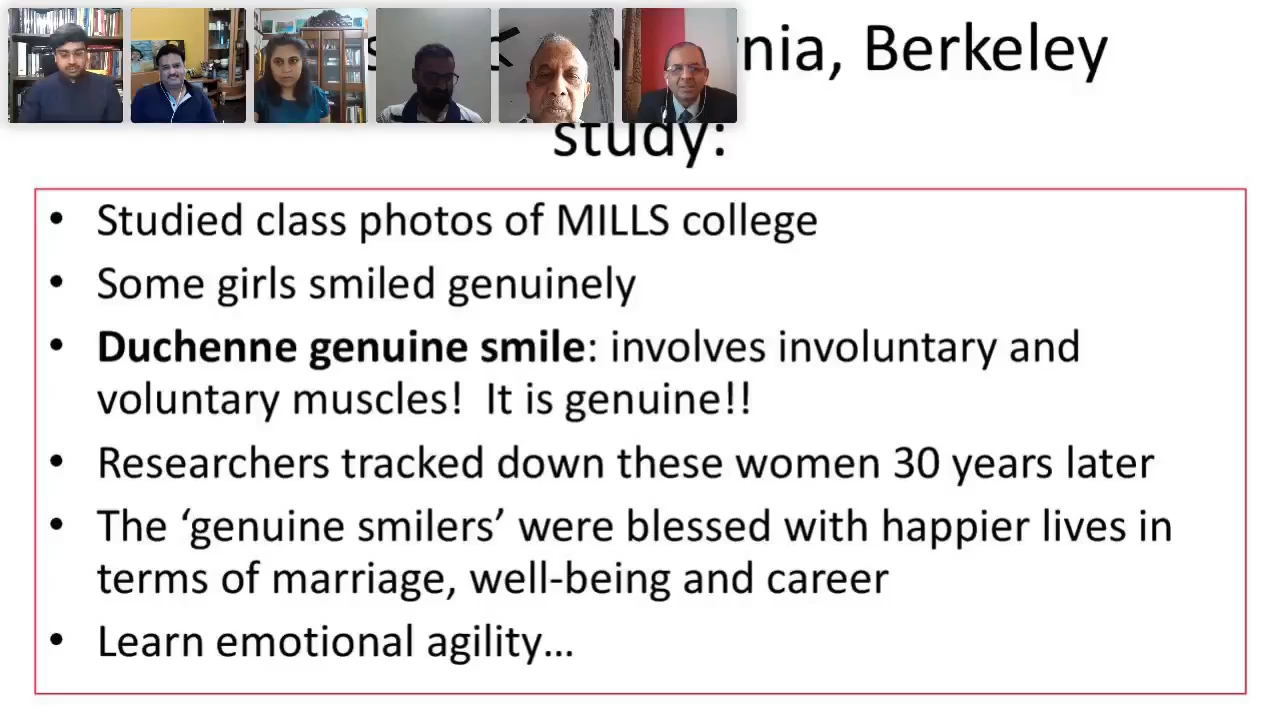 Berkeley
study:
• Studied class photos of MILLS college
• Some girls smiled genuinely
• Duchenne genuine smile: involves involuntary and
voluntary muscles!  It is genuine!!
• Researchers tracked down these women 30 years later
• The ‘genuine smilers’ were blessed with happier lives in
terms of marriage, well-being and career
• Learn emotional agility…